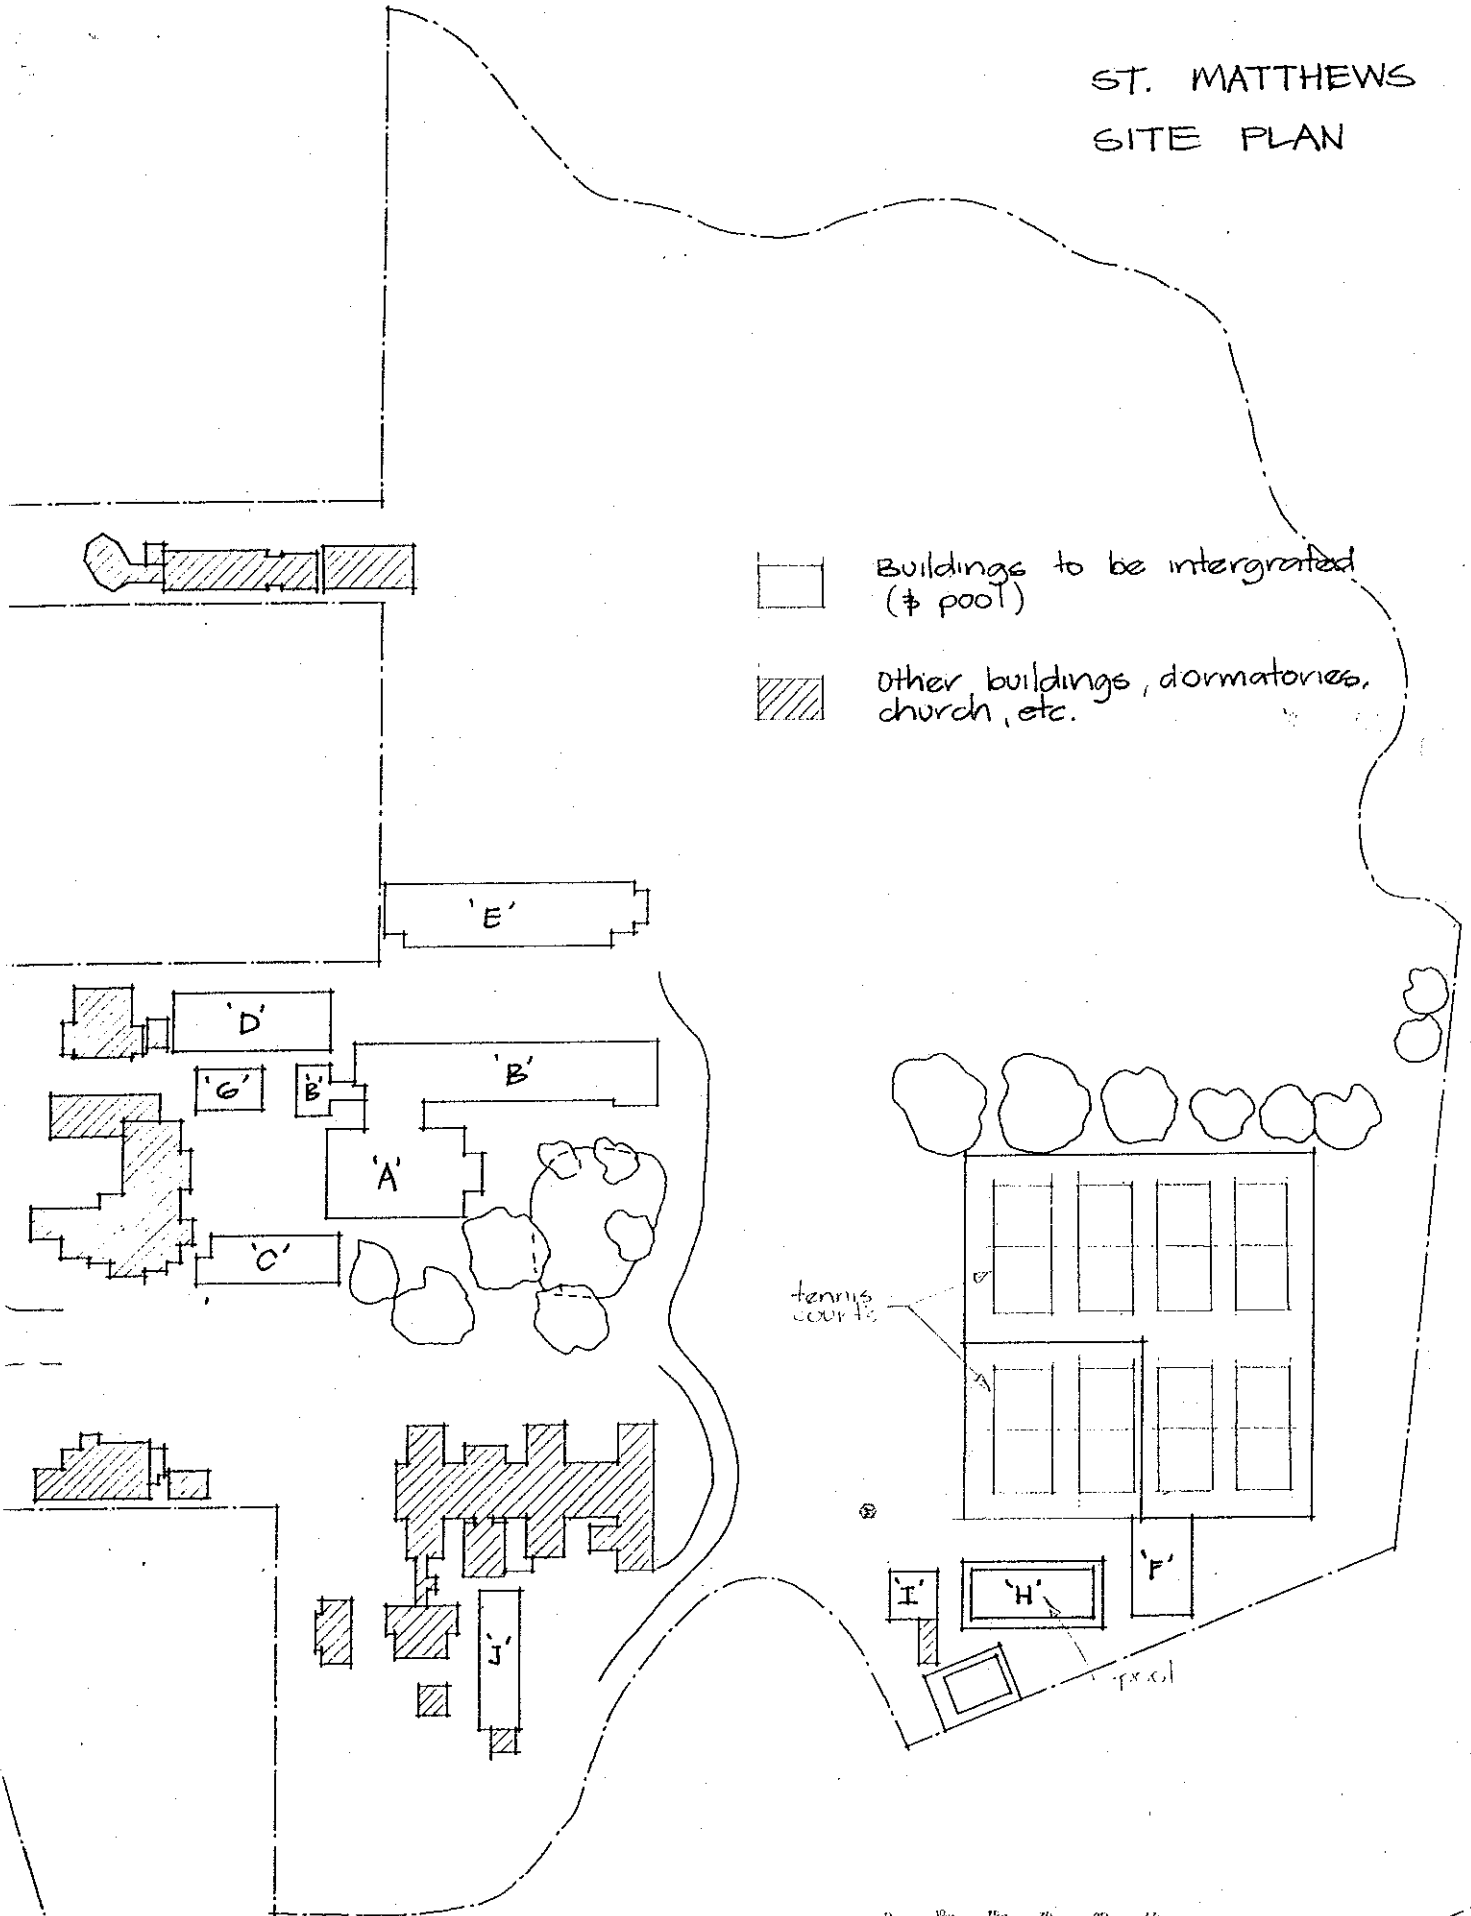 ST. MATTHEWS
SITE PLAN
Buildings to be intergrated
(& pool)
Other buildings, dormatories,
church, etc.
'E'
'D'
'B'
'G'
'B'
'A'
'C'
tennis
courts
'F'
'I'
'H'
'J'
pool